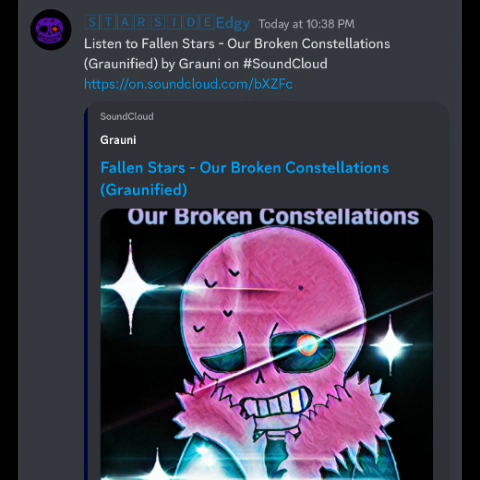 🅂🅃🄰🅁🅂🄸🄳🄴Edgy Today at 10:38 PM
Listen to Fallen Stars - Our Broken Constellations
(Graunified) by Grauni on #SoundCloud
https://on.soundcloud.com/bXZFc
SoundCloud
Grauni
Fallen Stars - Our Broken Constellations
(Graunified)
Our Broken Constellations